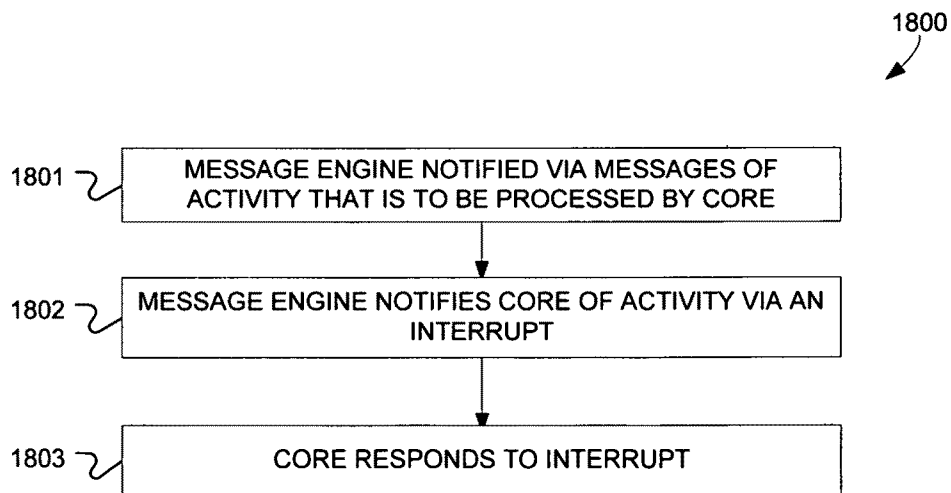 1800
1801
MESSAGE ENGINE NOTIFIED VIA MESSAGES OF
ACTIVITY THAT IS TO BE PROCESSED BY CORE
1802
MESSAGE ENGINE NOTIFIES CORE OF ACTIVITY VIA AN
INTERRUPT
1803
CORE RESPONDS TO INTERRUPT